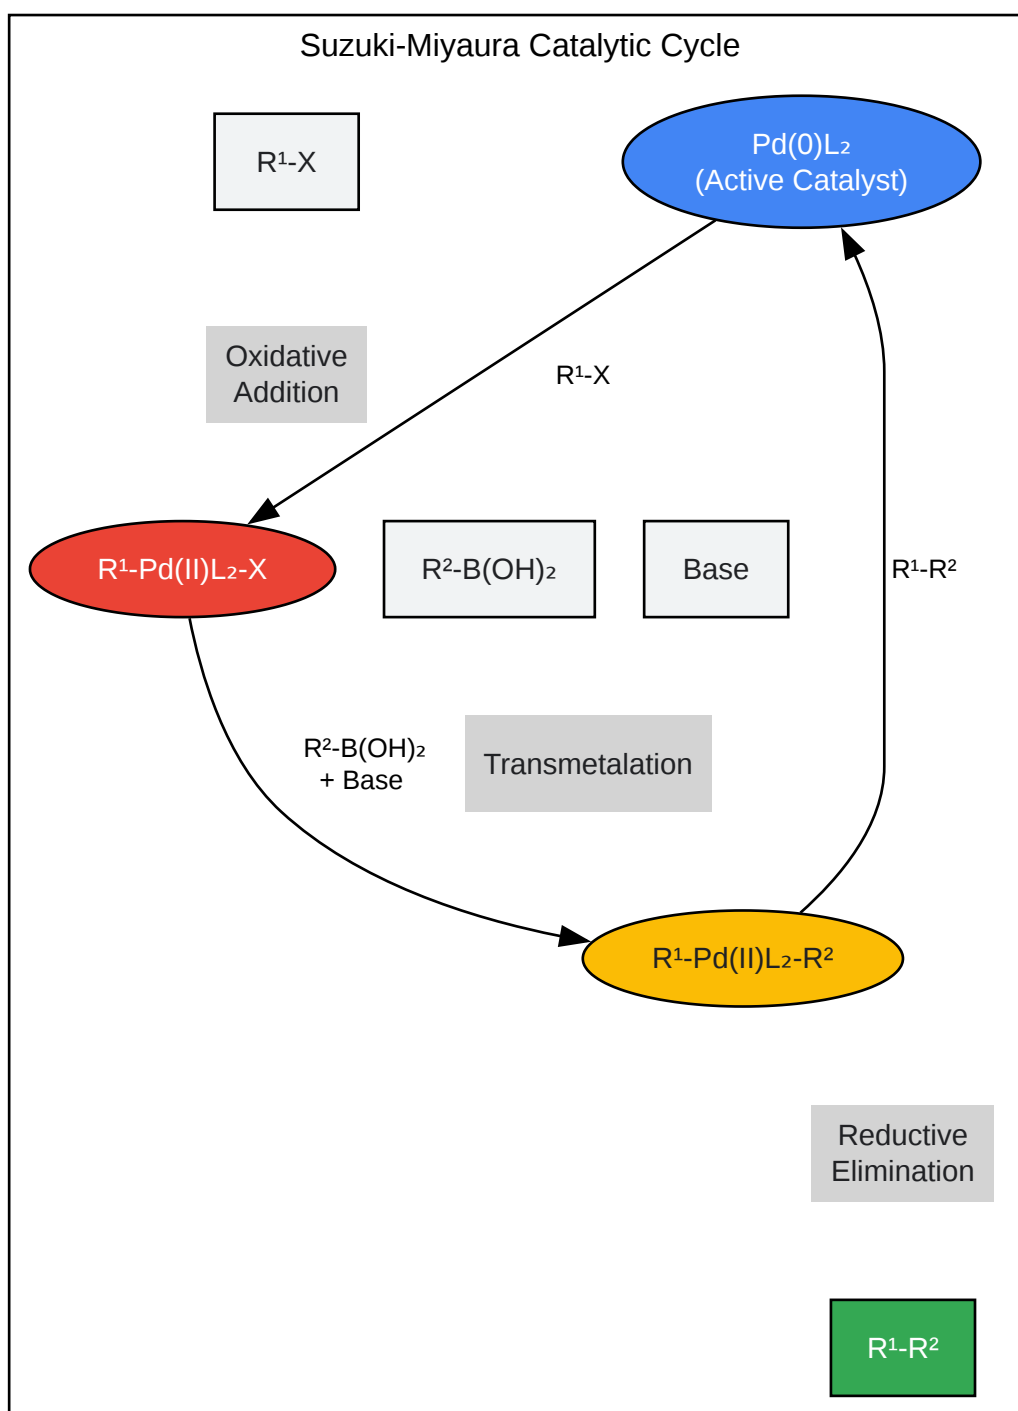 Suzuki-Miyaura Catalytic Cycle
R¹-X
Pd(0)L₂
(Active Catalyst)
Oxidative
Addition
R¹-X
R¹-Pd(II)L₂-X
R²-B(OH)₂
Base
R¹-R²
R²-B(OH)₂
+ Base
Transmetalation
R¹-Pd(II)L₂-R²
Reductive
Elimination
R¹-R²